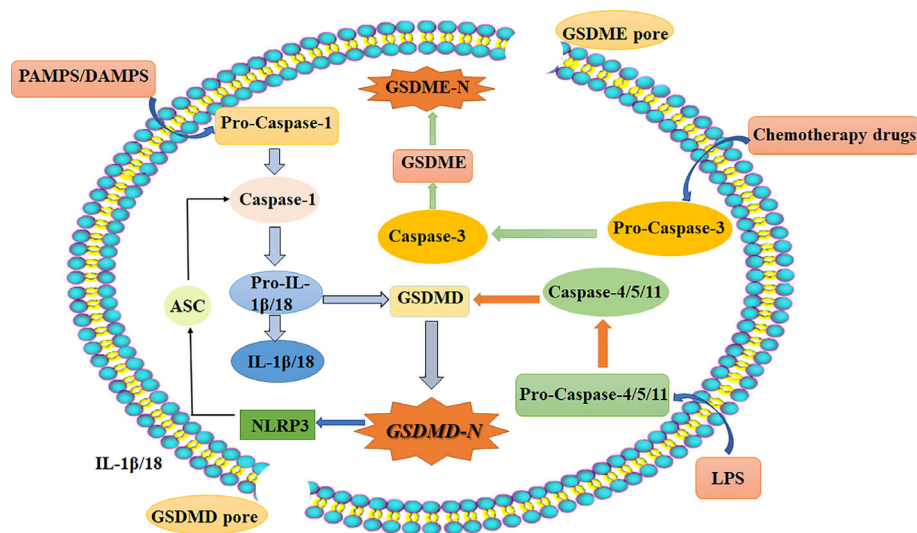 GSDME pore
PAMPS/DAMPS
GSDME-N
Pro-Caspase-1
Chemotherapy drugs
GSDME
Caspase-1
Pro-Caspase-3
Caspase-3
Pro-IL-
1β/18
GSDMD
Caspase-4/5/11
ASC
IL-1β/18
Pro-Caspase-4/5/11
NLRP3
GSDMD-N
IL-1β/18
LPS
GSDMD pore